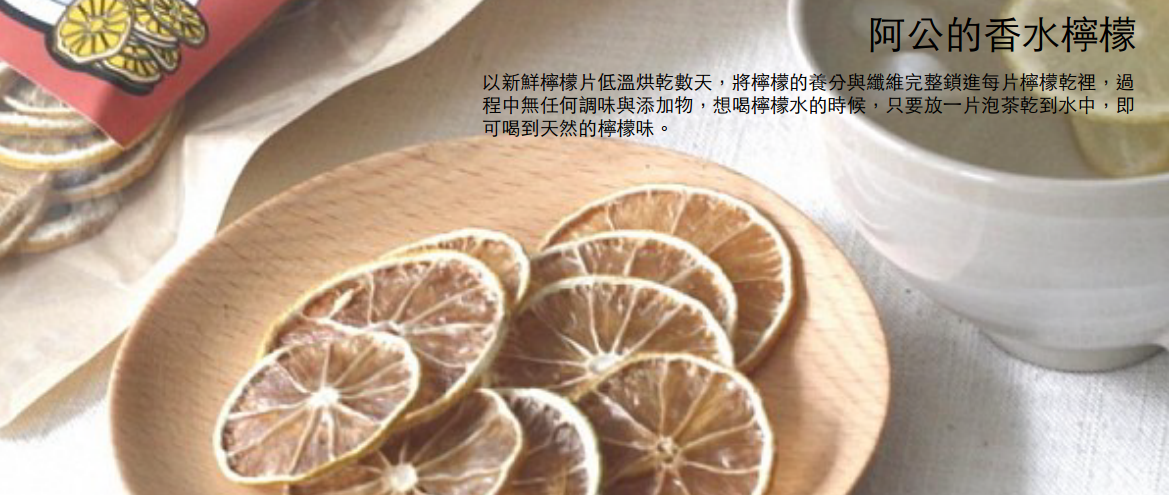 阿公的香水檸檬
以新鮮檸檬片低溫烘乾數天，將檸檬的養分與纖維完整鎖進每片檸檬乾裡，過
程中無任何調味與添加物，想喝檸檬水的時候，只要放一片泡茶乾到水中，即
可喝到天然的檸檬味。